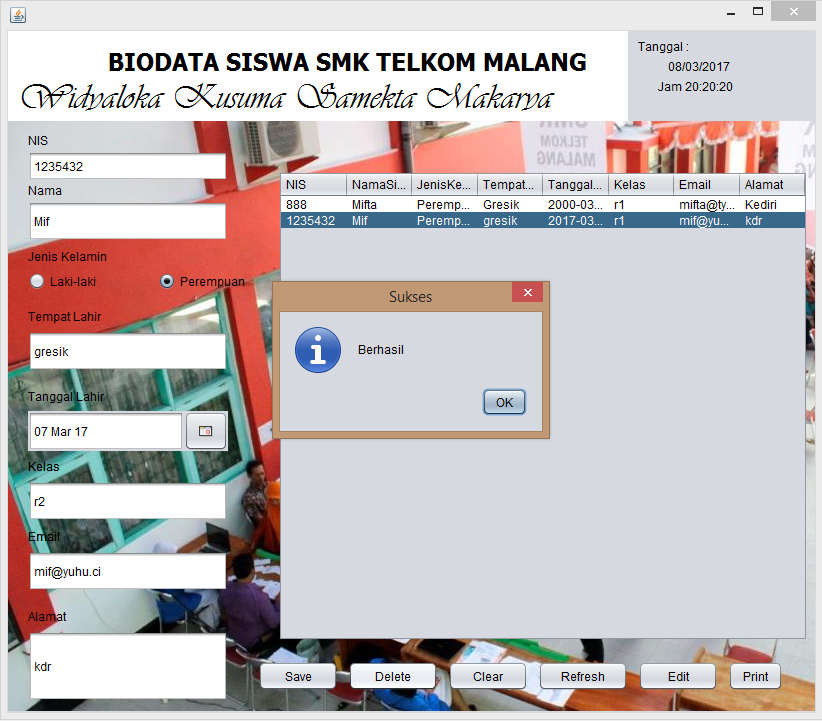 BIODATA SISWA SMK TELKOM MALANG
Widyaloka Kusuma Samekta Makarya
Tanggal :
08/03/2017
Jam 20:20:20
TELKOM
MALANG
NIS
1235432
Nama
Mif
Jenis Kelamin
Laki-laki Perempuan
Tempat Lahir
gresik
Tanggal Lahir
07 Mar 17
Kelas
r2
Email
mif@yuhu.ci
Alamat
kdr
NIS NamaSi... JenisKe... Tempat... Tanggal... Kelas Email Alamat
888 Mifta Peremp... Gresik 2000-03... r1 mifta@ty... Kediri
1235432 Mif Peremp... gresik 2017-03... r1 mif@yu... kdr
Sukses
Berhasil
OK
Save Delete Clear Refresh Edit Print